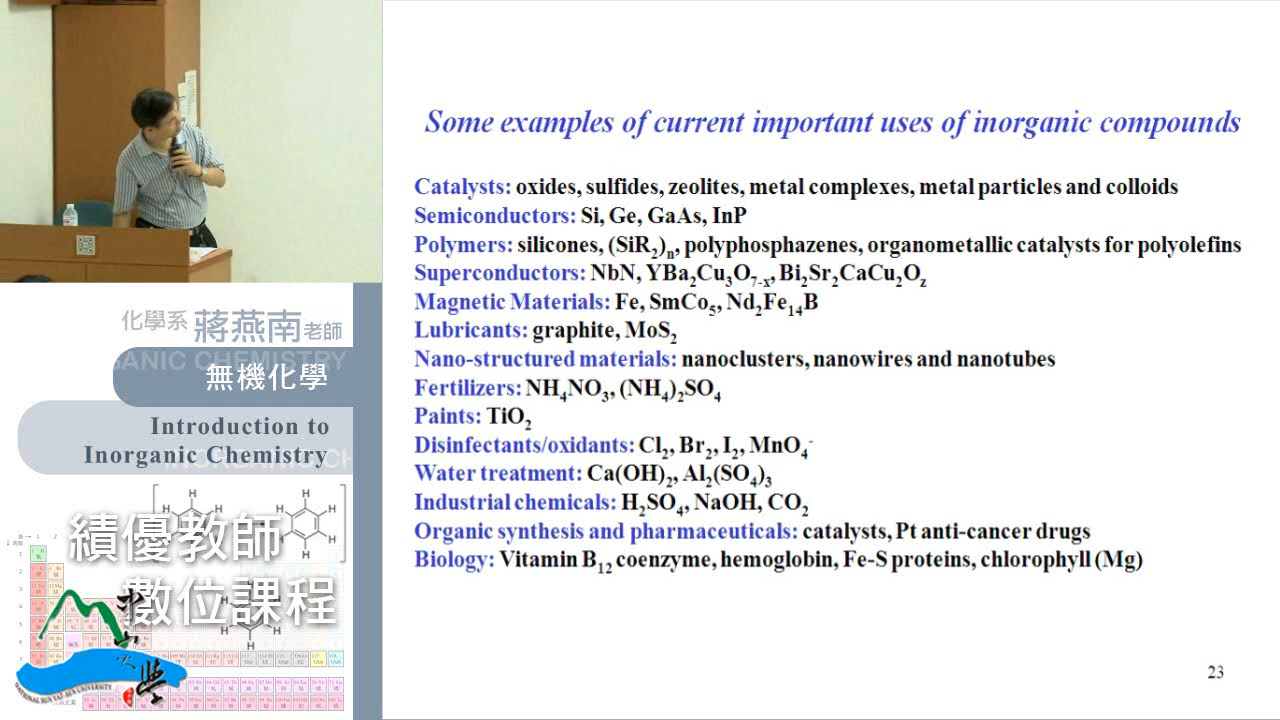 化學系 蔣燕南老師
無機化學
Introduction to
Inorganic Chemistry
績優教師
數位課程
NATIONAL SUN YAT-SEN UNIVERSITY
Some examples of current important uses of inorganic compounds
Catalysts: oxides, sulfides, zeolites, metal complexes, metal particles and colloids
Semiconductors: Si, Ge, GaAs, InP
Polymers: silicones, (SiR₂)ₙ, polyphosphazenes, organometallic catalysts for polyolefins
Superconductors: NbN, YBa₂Cu₃O₇₋ₓ, Bi₂Sr₂CaCu₂O_z
Magnetic Materials: Fe, SmCo₅, Nd₂Fe₁₄B
Lubricants: graphite, MoS₂
Nano-structured materials: nanoclusters, nanowires and nanotubes
Fertilizers: NH₄NO₃, (NH₄)₂SO₄
Paints: TiO₂
Disinfectants/oxidants: Cl₂, Br₂, I₂, MnO₄⁻
Water treatment: Ca(OH)₂, Al₂(SO₄)₃
Industrial chemicals: H₂SO₄, NaOH, CO₂
Organic synthesis and pharmaceuticals: catalysts, Pt anti-cancer drugs
Biology: Vitamin B₁₂ coenzyme, hemoglobin, Fe-S proteins, chlorophyll (Mg)
23